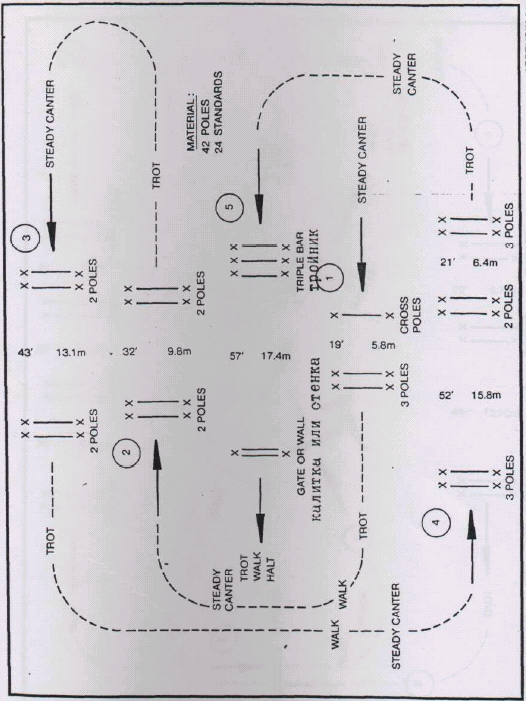 STEADY CANTER
TROT
3
2 POLES
2 POLES
43' 13.1m
32' 9.8m
2 POLES
2 POLES
TROT
2
STEADY
CANTER
MATERIAL:
42 POLES
24 STANDARDS
5
TRIPLE BAR
тройник
57' 17.4m
GATE OR WALL
калитка или стенка
TROT
WALK
HALT
STEADY
CANTER
STEADY CANTER
1
CROSS
POLES
19' 5.8m
3 POLES
TROT
WALK
WALK
STEADY CANTER
TROT
3 POLES
21' 6.4m
2 POLES
52' 15.8m
3 POLES
4